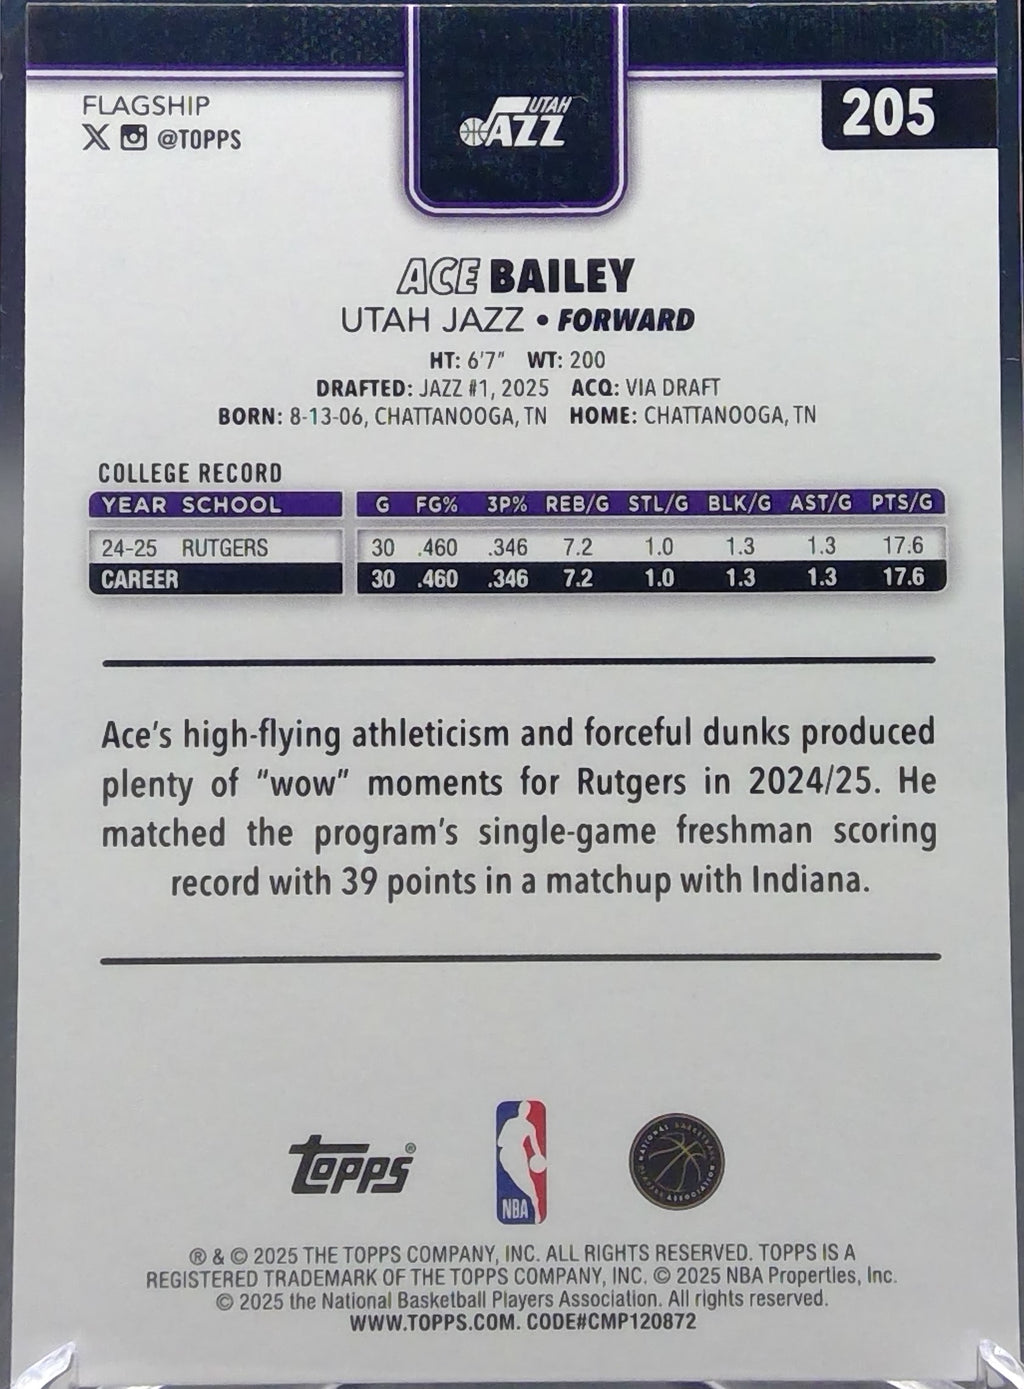 FLAGSHIP
@TOPPS
UTAH
JAZZ
205
ACE BAILEY
UTAH JAZZ • FORWARD
HT: 6'7" WT: 200
DRAFTED: JAZZ #1, 2025 ACQ: VIA DRAFT
BORN: 8-13-06, CHATTANOOGA, TN HOME: CHATTANOOGA, TN
COLLEGE RECORD
YEAR SCHOOL G FG% 3P% REB/G STL/G BLK/G AST/G PTS/G
24-25 RUTGERS 30 .460 .346 7.2 1.0 1.3 1.3 17.6
CAREER 30 .460 .346 7.2 1.0 1.3 1.3 17.6
Ace's high-flying athleticism and forceful dunks produced
plenty of "wow" moments for Rutgers in 2024/25. He
matched the program's single-game freshman scoring
record with 39 points in a matchup with Indiana.
Topps®
NBA
NATIONAL BASKETBALL PLAYERS ASSOCIATION
® & © 2025 THE TOPPS COMPANY, INC. ALL RIGHTS RESERVED. TOPPS IS A
REGISTERED TRADEMARK OF THE TOPPS COMPANY, INC. © 2025 NBA Properties, Inc.
© 2025 the National Basketball Players Association. All rights reserved.
WWW.TOPPS.COM. CODE#CMP120872